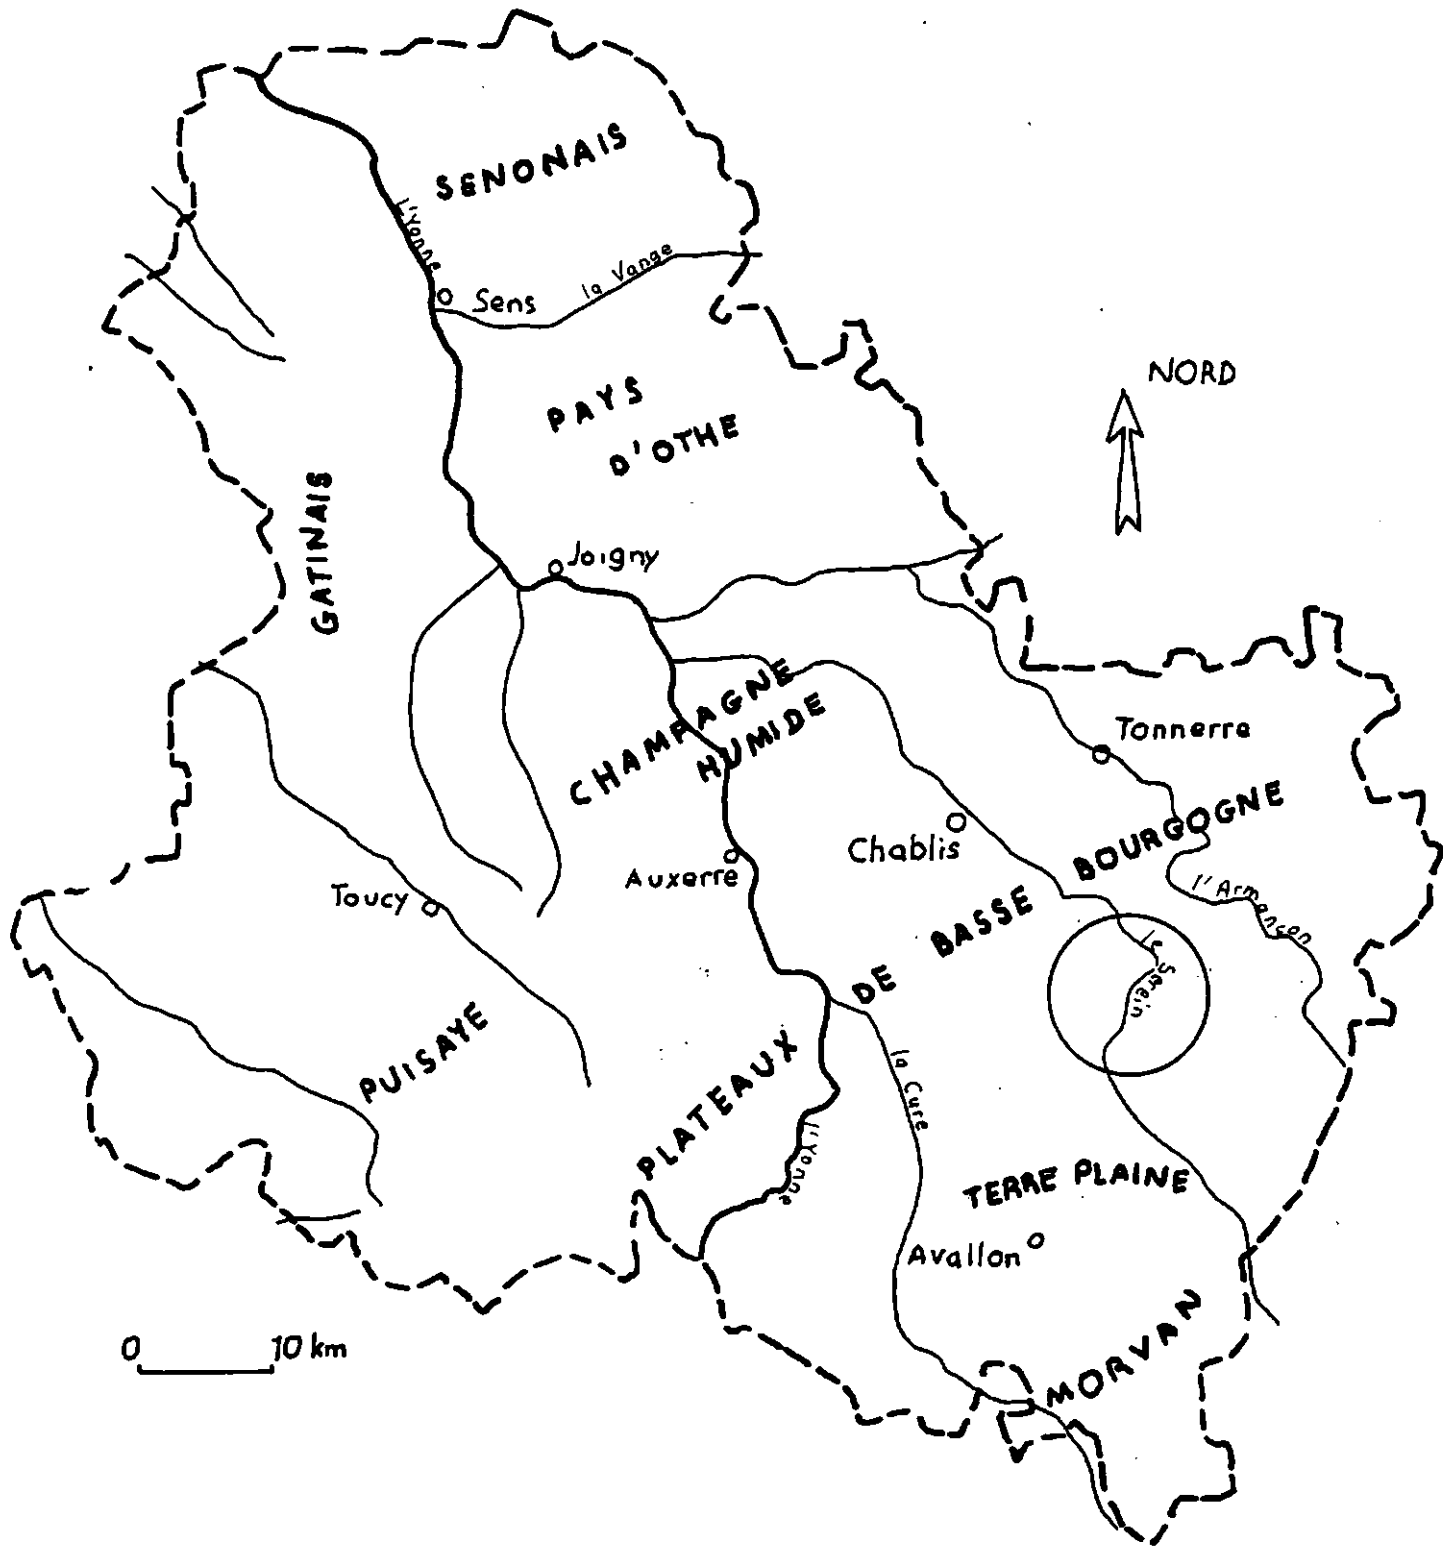 SENONAIS
L'Yonne
la Vange
Sens
NORD
PAYS
D'OTHE
GATINAIS
Joigny
CHAMPAGNE
HUMIDE
Tonnerre
Chablis
Auxerre
Toucy
PLATEAUX DE BASSE BOURGOGNE
l'Armançon
le Serein
PUISAYE
la Cure
l'Yonne
TERRE PLAINE
Avallon
MORVAN
0 10 km